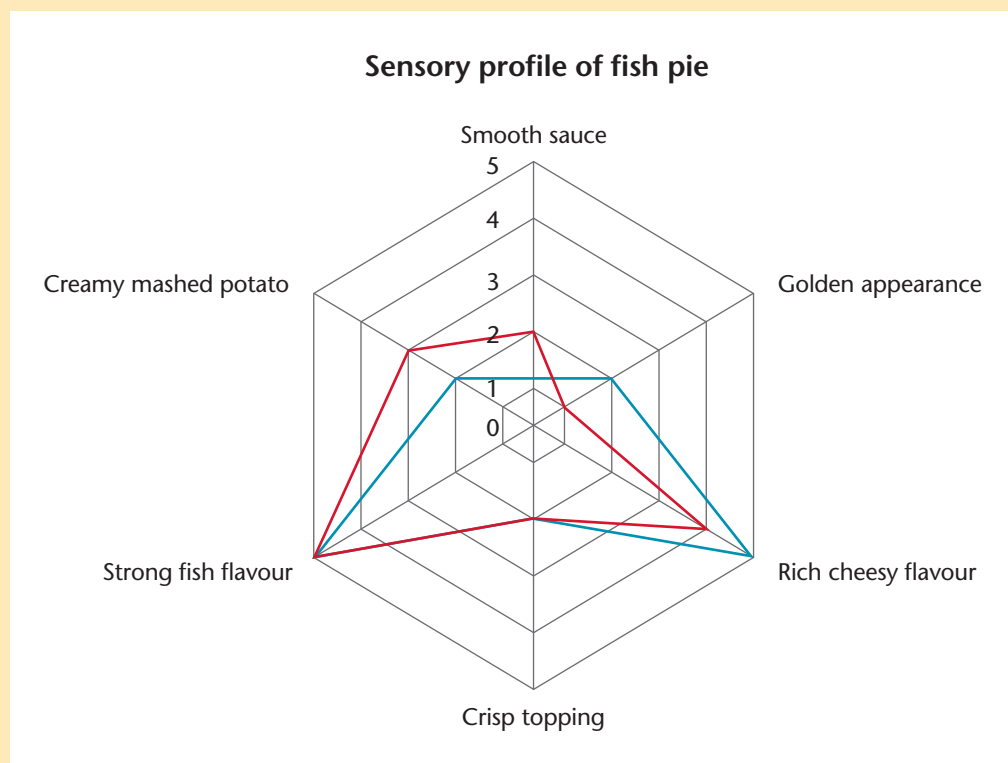 Sensory profile of fish pie
Smooth sauce
5
4
Creamy mashed potato
Golden appearance
3
2
1
0
Strong fish flavour
Rich cheesy flavour
Crisp topping